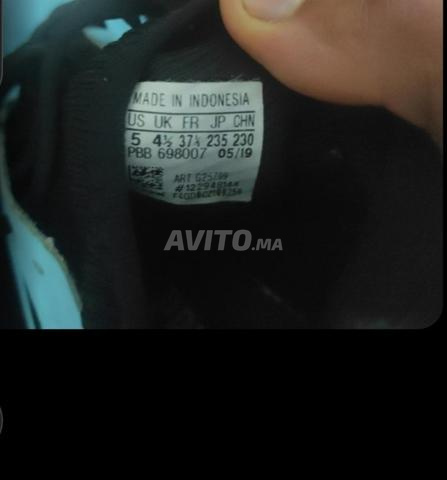 MADE IN INDONESIA
US UK FR JP CHN
5 4½ 37⅓ 235 230
PBB 698007 05/19
ART G25789
AVITO.MA